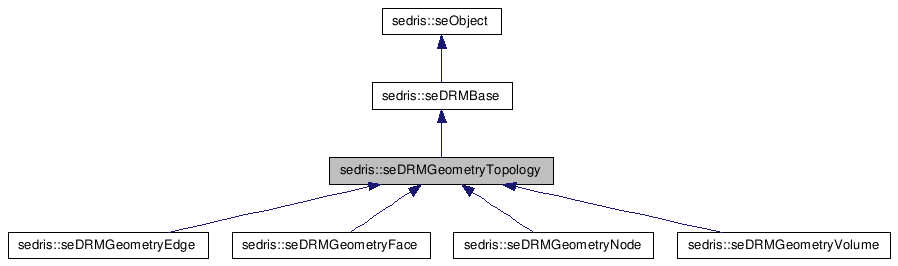 sedris::seObject
sedris::seDRMBase
sedris::seDRMGeometryTopology
sedris::seDRMGeometryEdge
sedris::seDRMGeometryFace
sedris::seDRMGeometryNode
sedris::seDRMGeometryVolume